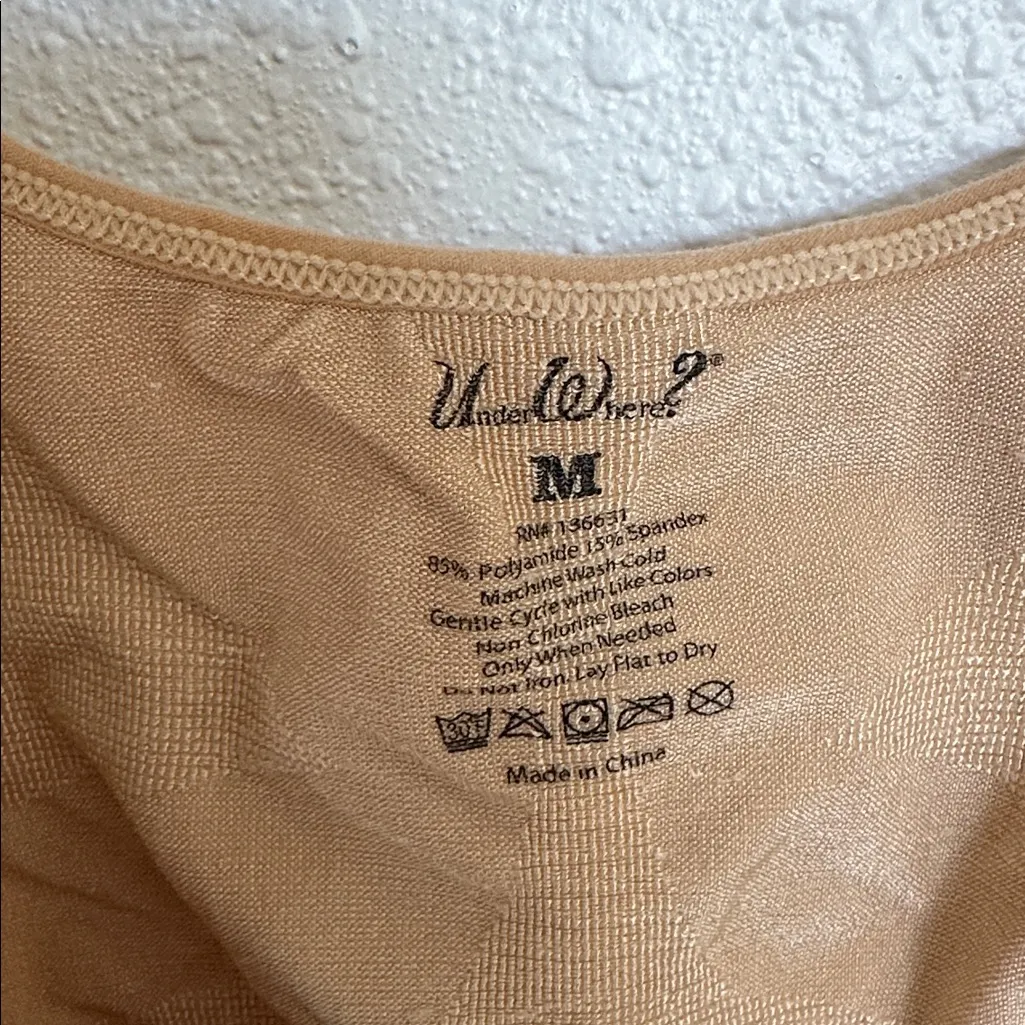 UnderWhere?®
M
RN# 136631
85% Polyamide 15% Spandex
Machine Wash Cold
Gentle Cycle with Like Colors
Non Chlorine Bleach
Only When Needed
Do Not Iron. Lay Flat to Dry
30°
Made in China